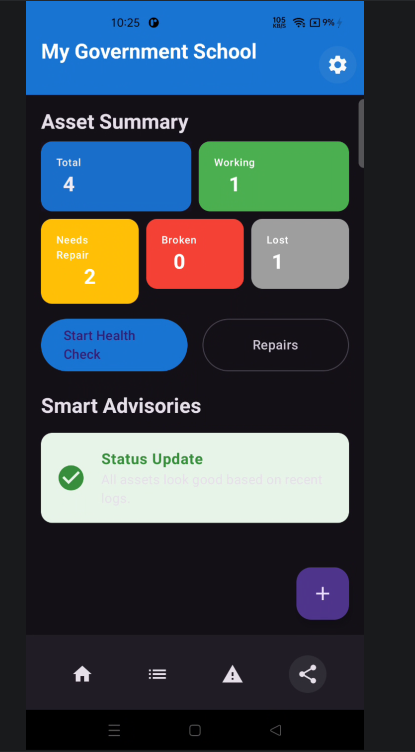 10:25
105 KB/S
9%
My Government School
Asset Summary
Total
4
Working
1
Needs
Repair
2
Broken
0
Lost
1
Start Health
Check
Repairs
Smart Advisories
Status Update
All assets look good based on recent
logs.